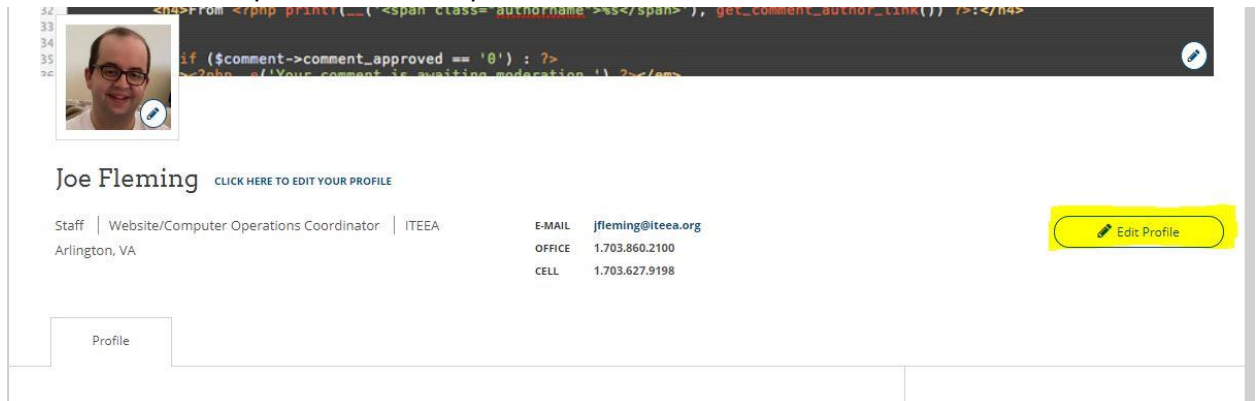 32 <h4>From <?php printf(__("<span class="authorname">%s</span>"), get_comment_author_link()) ?>:</h4>
33
34
35 if ($comment->comment_approved == '0') : ?>
<?php _e('Your comment is awaiting moderation.') ?></em>
Joe Fleming CLICK HERE TO EDIT YOUR PROFILE
Staff | Website/Computer Operations Coordinator | ITEEA
Arlington, VA
E-MAIL jfleming@iteea.org
OFFICE 1.703.860.2100
CELL 1.703.627.9198
Edit Profile
Profile